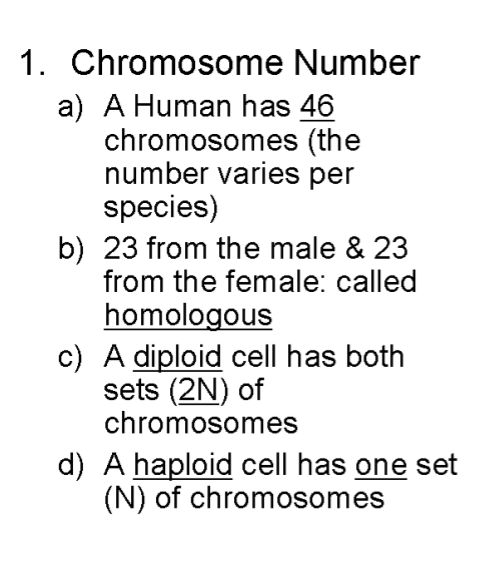 1. Chromosome Number
a) A Human has 46
chromosomes (the
number varies per
species)
b) 23 from the male & 23
from the female: called
homologous
c) A diploid cell has both
sets (2N) of
chromosomes
d) A haploid cell has one set
(N) of chromosomes